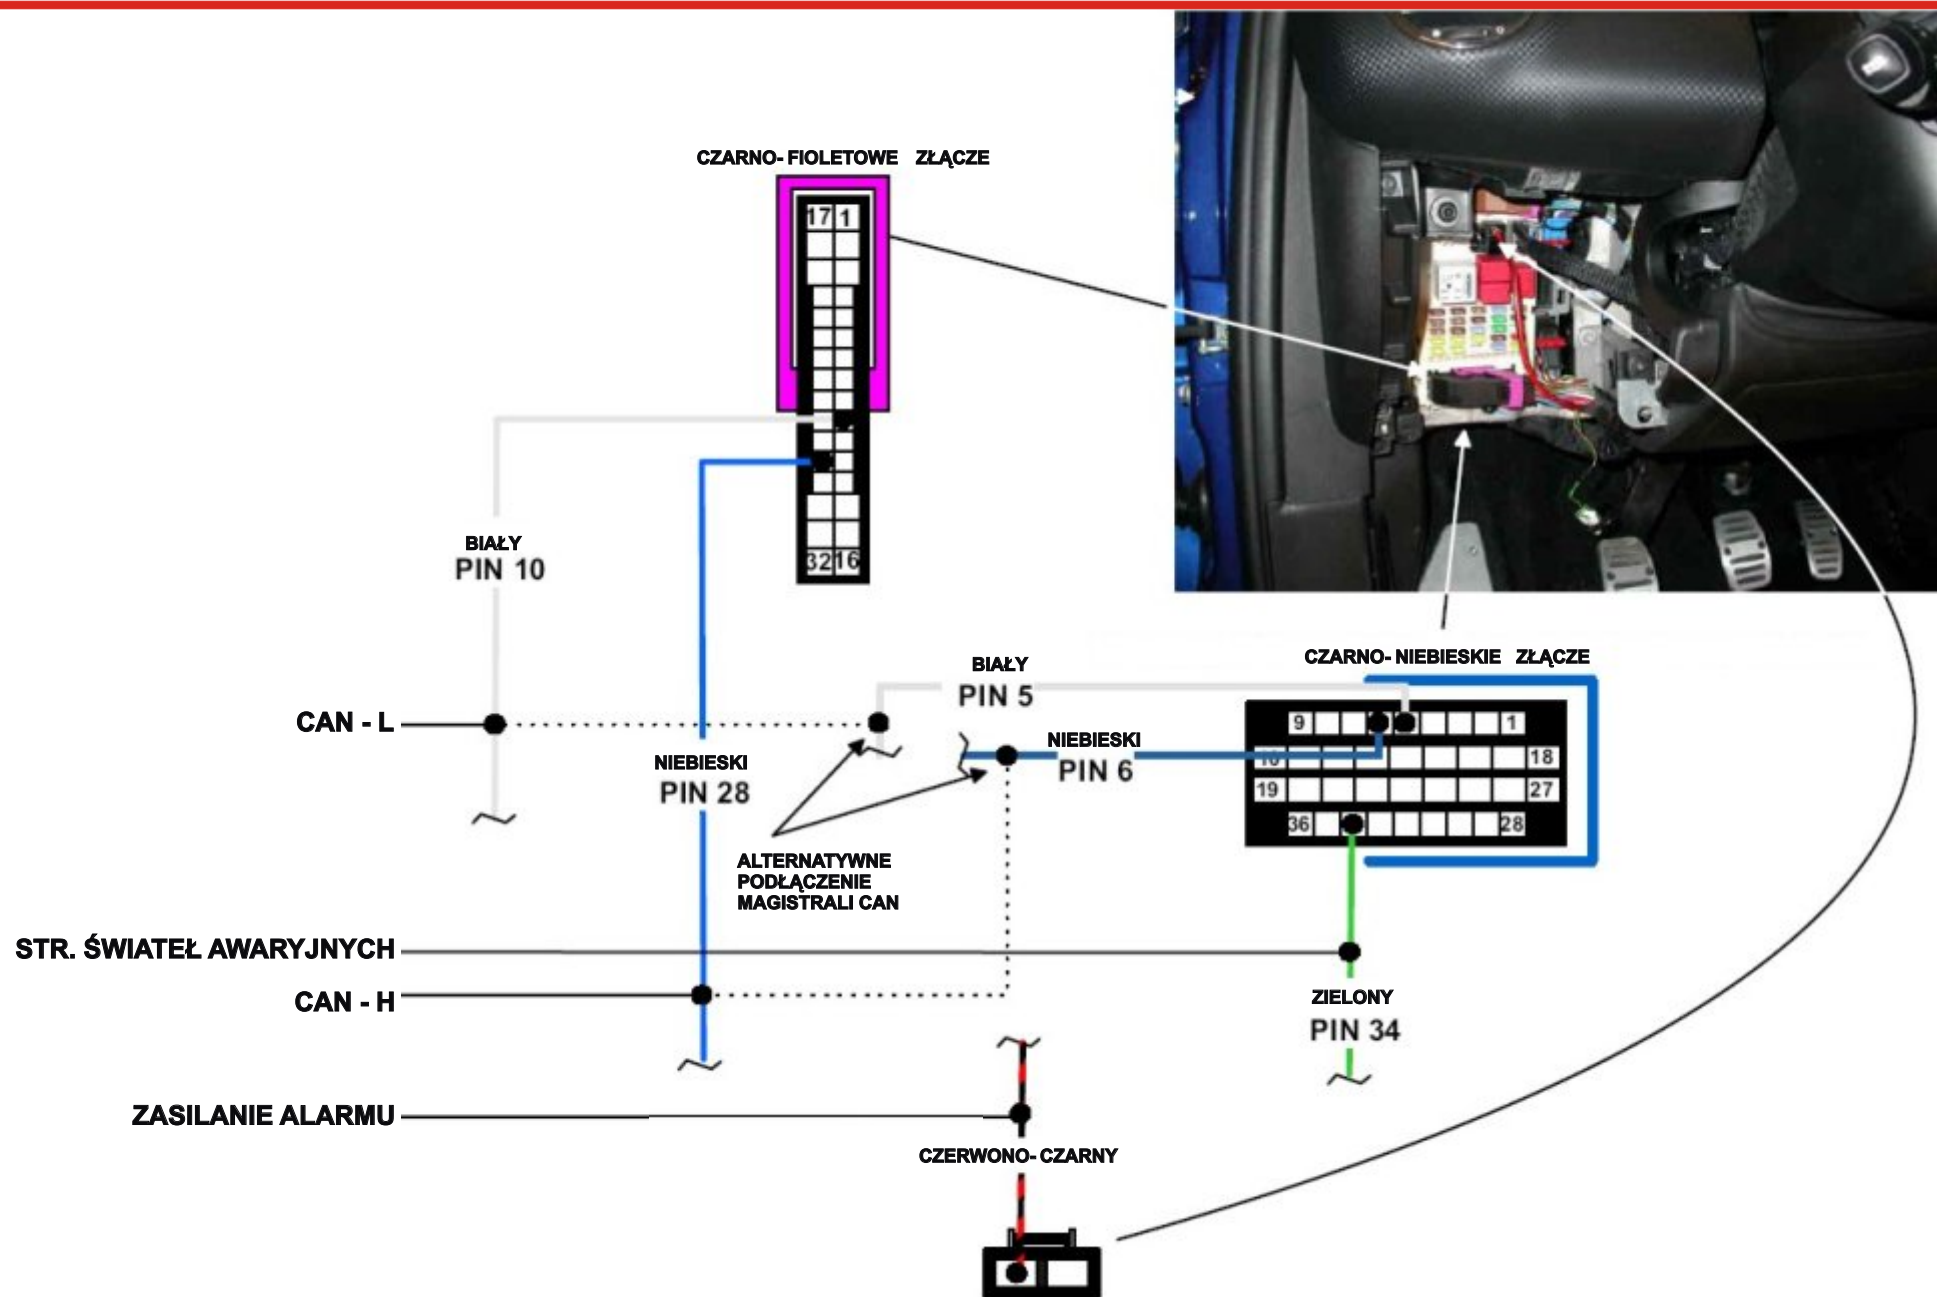 CZARNO- FIOLETOWE ZŁĄCZE
17 1
32 16
BIAŁY
PIN 10
BIAŁY
PIN 5
CZARNO- NIEBIESKIE ZŁĄCZE
CAN - L
9 1
NIEBIESKI
PIN 6
18
NIEBIESKI
PIN 28
19 27
36 28
ALTERNATYWNE
PODŁĄCZENIE
MAGISTRALI CAN
STR. ŚWIATEŁ AWARYJNYCH
CAN - H
ZIELONY
PIN 34
ZASILANIE ALARMU
CZERWONO- CZARNY